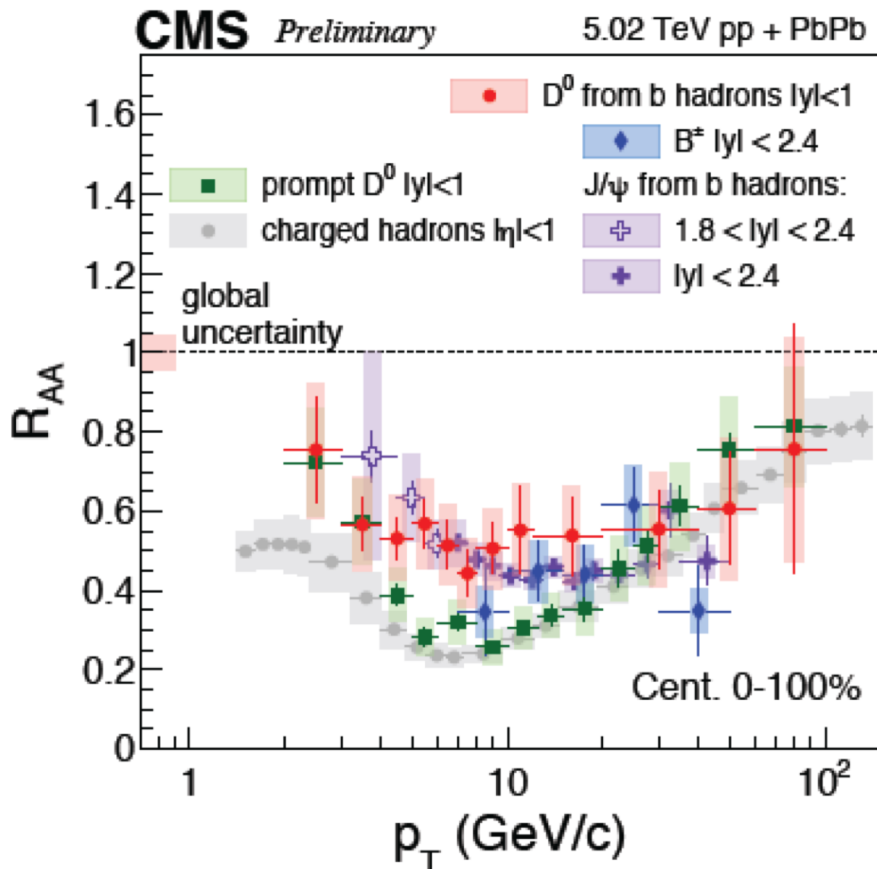 CMS Preliminary 5.02 TeV pp + PbPb
D⁰ from b hadrons |y|<1
B± |y| < 2.4
prompt D⁰ |y|<1
J/ψ from b hadrons:
charged hadrons |η|<1
1.8 < |y| < 2.4
|y| < 2.4
global
uncertainty
Cent. 0-100%
R_AA
1.6
1.4
1.2
1
0.8
0.6
0.4
0.2
0
1 10 10²
p_T (GeV/c)